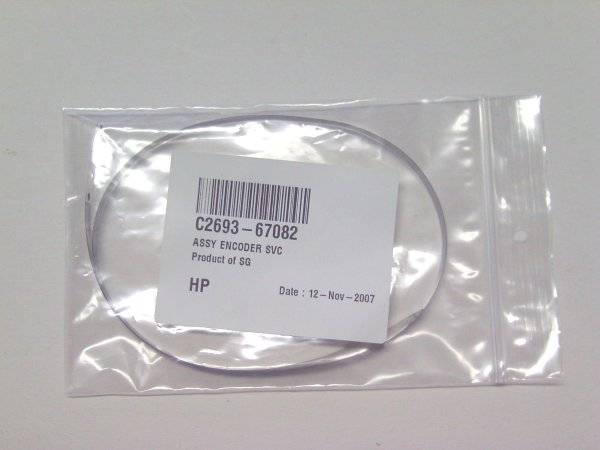 C2693-67082
ASSY ENCODER SVC
Product of SG
HP Date : 12-Nov-2007